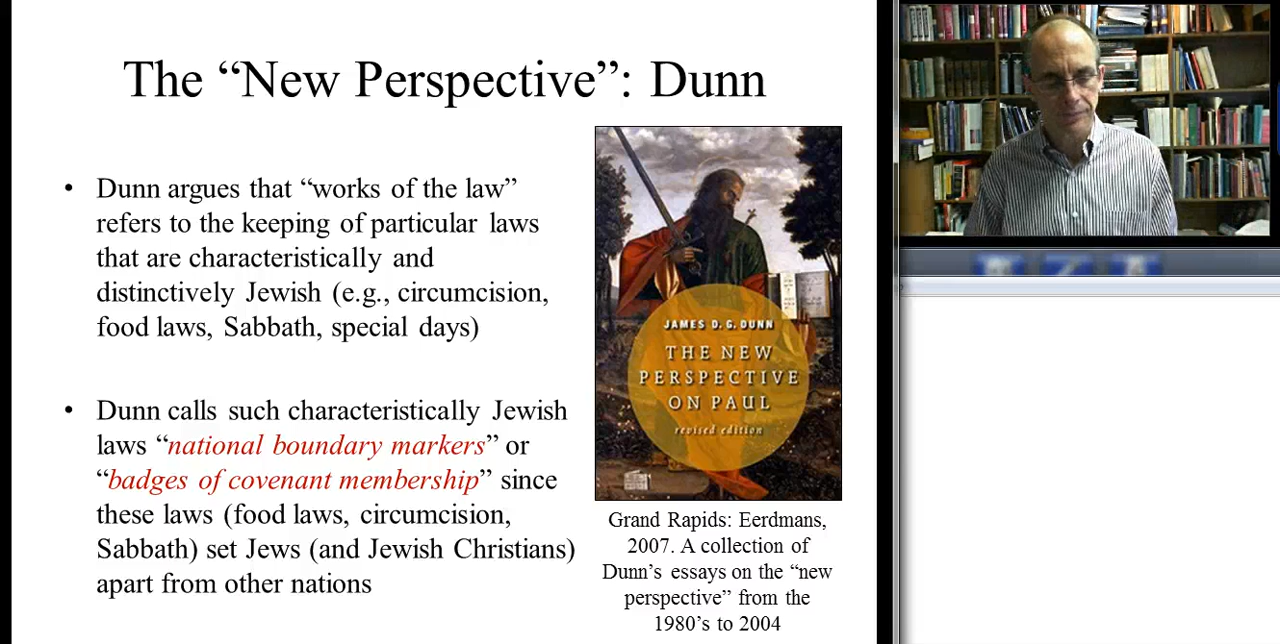 The “New Perspective”: Dunn
• Dunn argues that “works of the law”
refers to the keeping of particular laws
that are characteristically and
distinctively Jewish (e.g., circumcision,
food laws, Sabbath, special days)
• Dunn calls such characteristically Jewish
laws “national boundary markers” or
“badges of covenant membership” since
these laws (food laws, circumcision,
Sabbath) set Jews (and Jewish Christians)
apart from other nations
JAMES D. G. DUNN
THE NEW
PERSPECTIVE
ON PAUL
revised edition
Grand Rapids: Eerdmans,
2007. A collection of
Dunn’s essays on the “new
perspective” from the
1980’s to 2004